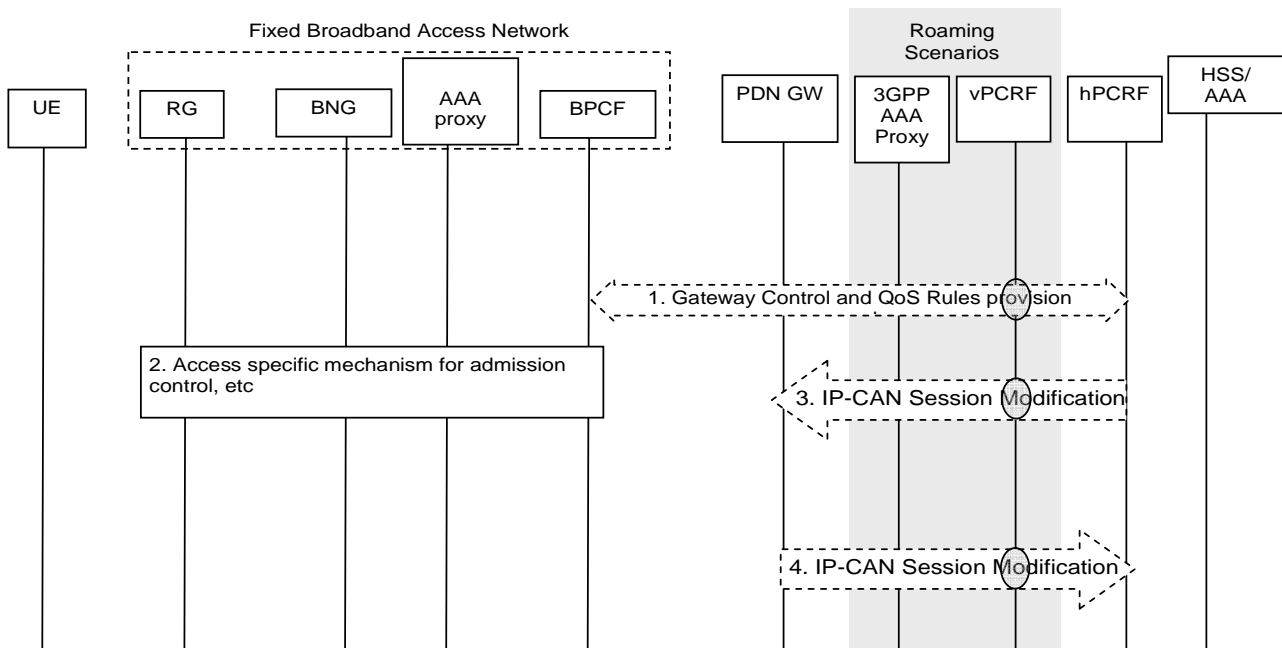 Fixed Broadband Access Network
Roaming
Scenarios
UE
RG
BNG
AAA
proxy
BPCF
PDN GW
3GPP
AAA
Proxy
vPCRF
hPCRF
HSS/
AAA
1. Gateway Control and QoS Rules provision
2. Access specific mechanism for admission
control, etc
3. IP-CAN Session Modification
4. IP-CAN Session Modification